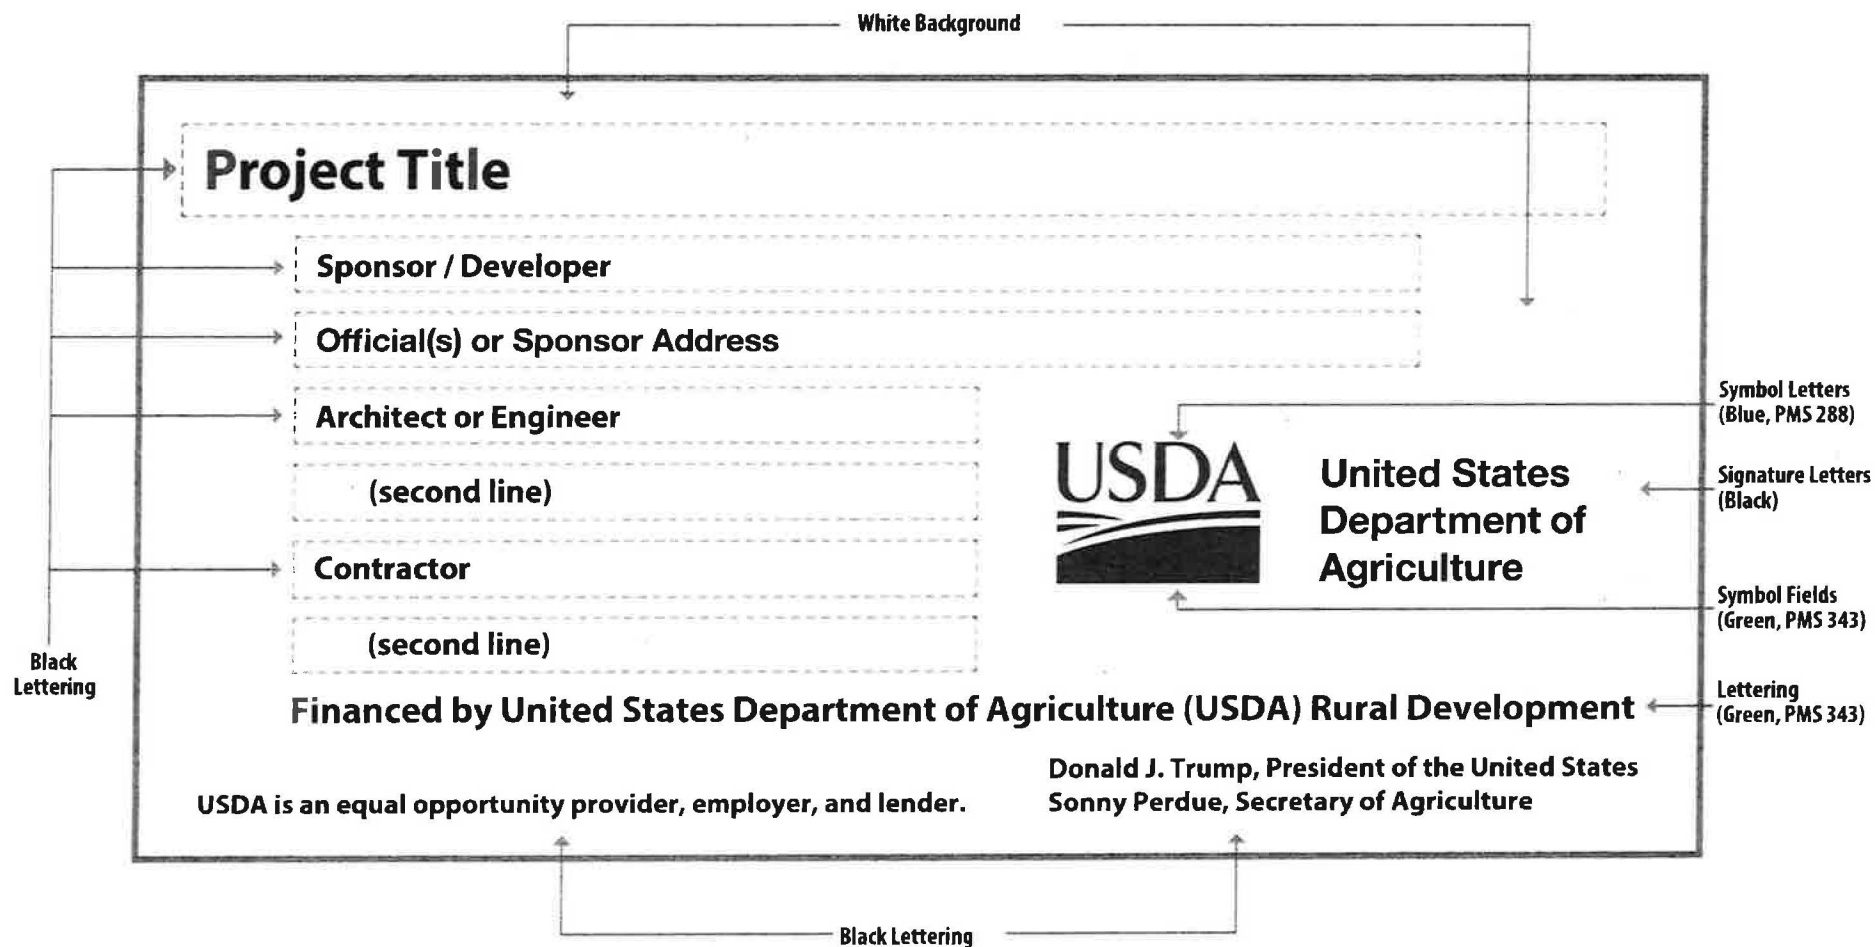 White Background
Project Title
Sponsor / Developer
Official(s) or Sponsor Address
Architect or Engineer
(second line)
Contractor
(second line)
USDA
United States
Department of
Agriculture
Symbol Letters
(Blue, PMS 288)
Signature Letters
(Black)
Symbol Fields
(Green, PMS 343)
Black
Lettering
Financed by United States Department of Agriculture (USDA) Rural Development
Lettering
(Green, PMS 343)
USDA is an equal opportunity provider, employer, and lender.
Donald J. Trump, President of the United States
Sonny Perdue, Secretary of Agriculture
Black Lettering